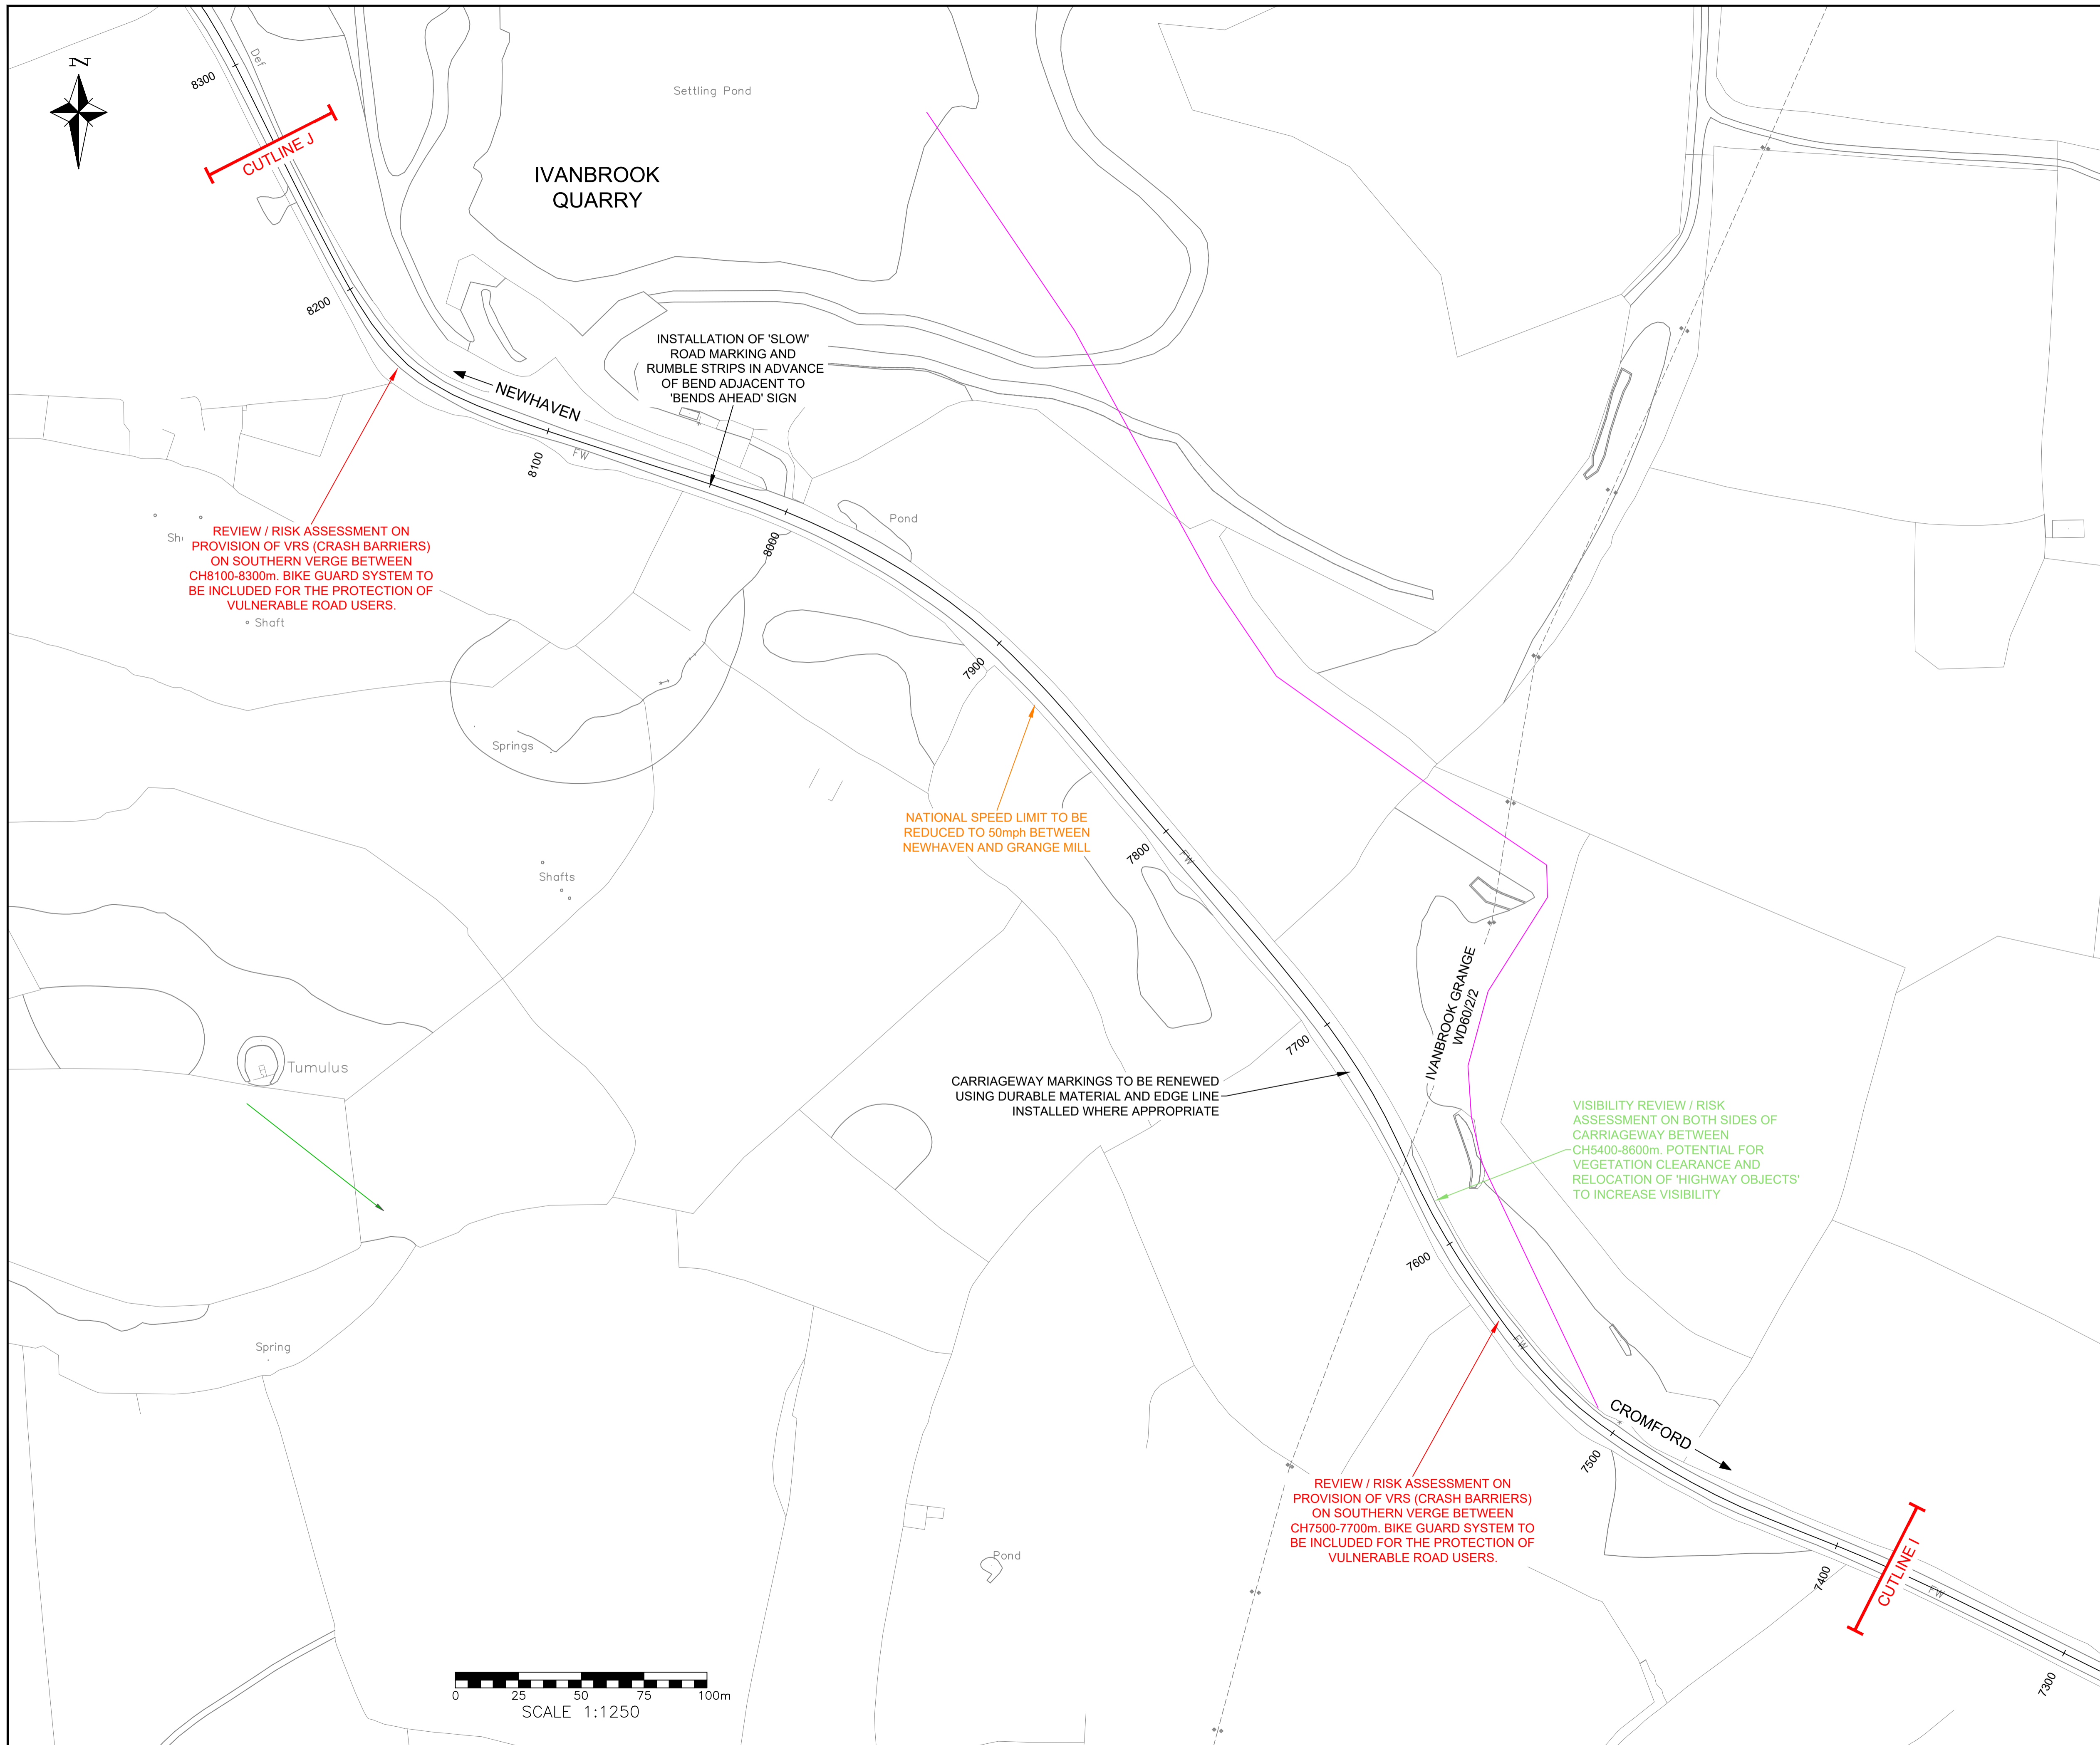 N
8300
Def
CUTLINE J
Settling Pond
IVANBROOK
QUARRY
8200
NEWHAVEN
INSTALLATION OF 'SLOW'
ROAD MARKING AND
RUMBLE STRIPS IN ADVANCE
OF BEND ADJACENT TO
'BENDS AHEAD' SIGN
8100
FW
8000
Pond
REVIEW / RISK ASSESSMENT ON
PROVISION OF VRS (CRASH BARRIERS)
ON SOUTHERN VERGE BETWEEN
CH8100-8300m. BIKE GUARD SYSTEM TO
BE INCLUDED FOR THE PROTECTION OF
VULNERABLE ROAD USERS.
Shaft
7900
Springs
NATIONAL SPEED LIMIT TO BE
REDUCED TO 50mph BETWEEN
NEWHAVEN AND GRANGE MILL
7800
FW
Shafts
IVANBROOK GRANGE
WD60/2/2
7700
Tumulus
CARRIAGEWAY MARKINGS TO BE RENEWED
USING DURABLE MATERIAL AND EDGE LINE
INSTALLED WHERE APPROPRIATE
VISIBILITY REVIEW / RISK
ASSESSMENT ON BOTH SIDES OF
CARRIAGEWAY BETWEEN
CH5400-8600m. POTENTIAL FOR
VEGETATION CLEARANCE AND
RELOCATION OF 'HIGHWAY OBJECTS'
TO INCREASE VISIBILITY
7600
Spring
FW
CROMFORD
7500
REVIEW / RISK ASSESSMENT ON
PROVISION OF VRS (CRASH BARRIERS)
ON SOUTHERN VERGE BETWEEN
CH7500-7700m. BIKE GUARD SYSTEM TO
BE INCLUDED FOR THE PROTECTION OF
VULNERABLE ROAD USERS.
Pond
7400
CUTLINE I
FW
7300
0 25 50 75 100m
SCALE 1:1250